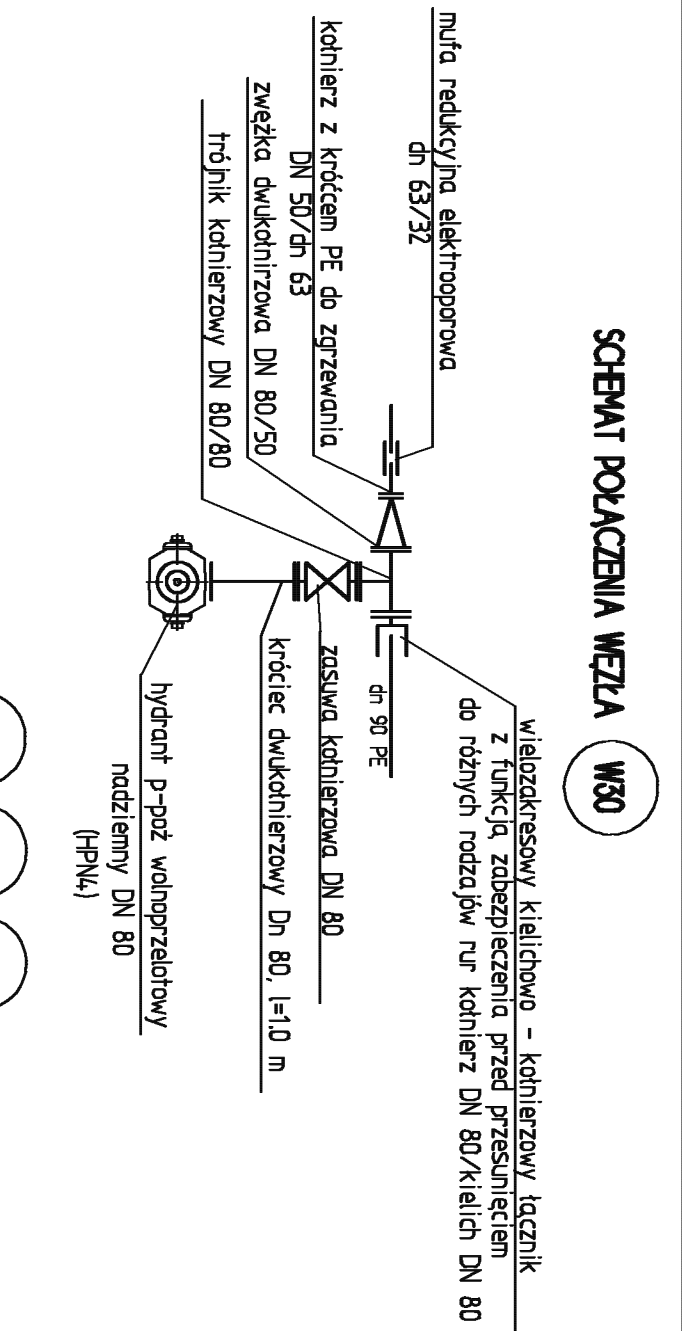 SCHEMAT POŁĄCZENIA WĘZŁA W30
mufa redukcyjna elektrooporowa
dn 63/32
kołnierz z króćcem PE do zgrzewania
DN 50/dn 63
zwężka dwukołnirzowa DN 80/50
trójnik kołnierzowy DN 80/80
wielozakresowy kielichowo - kołnierzowy łącznik
z funkcją zabezpieczenia przed przesunięciem
do różnych rodzajów rur kołnierz DN 80/kielich DN 80
dn 90 PE
zasuwa kołnierzowa DN 80
króciec dwukołnierzowy Dn 80, l=1.0 m
hydrant p-poż wolnoprzelotowy
nadziemny DN 80
(HPN4)